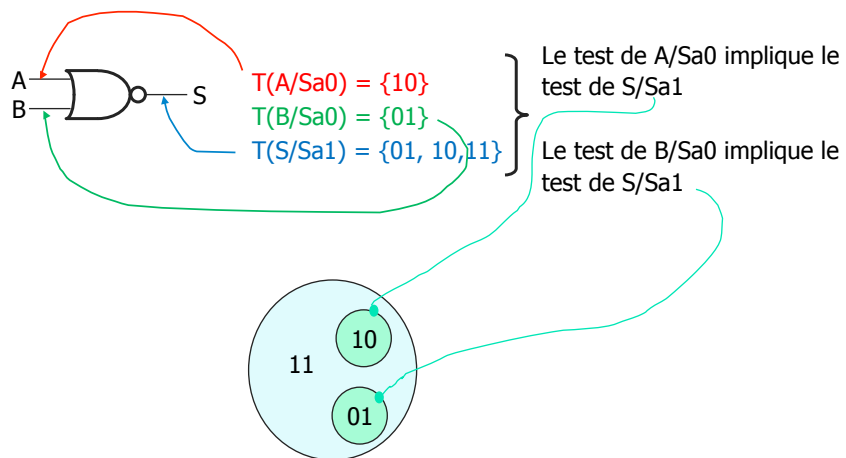 A
B
S
T(A/Sa0) = {10}
T(B/Sa0) = {01}
T(S/Sa1) = {01, 10,11}
Le test de A/Sa0 implique le
test de S/Sa1
Le test de B/Sa0 implique le
test de S/Sa1
10
11
01